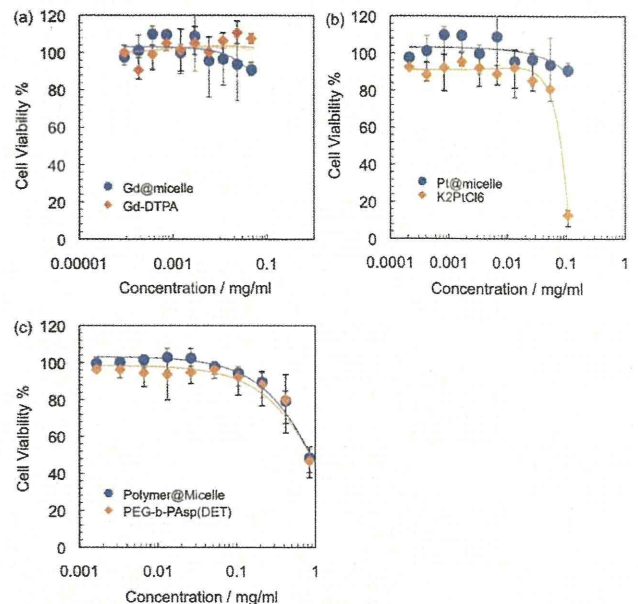 (a)
120
100
80
60
40
20
0
Cell Vialbility %
Gd@micelle
Gd-DTPA
0.00001
0.001
0.1
Concentration / mg/ml
(b)
120
100
80
60
40
20
0
Cell Viability %
Pt@micelle
K2PtCl6
0.0001
0.001
0.01
0.1
1
Concentration / mg/ml
(c)
120
100
80
60
40
20
0
Cell Viability %
Polymer@Micelle
PEG-b-PAsp(DET)
0.001
0.01
0.1
1
Concentration / mg/ml